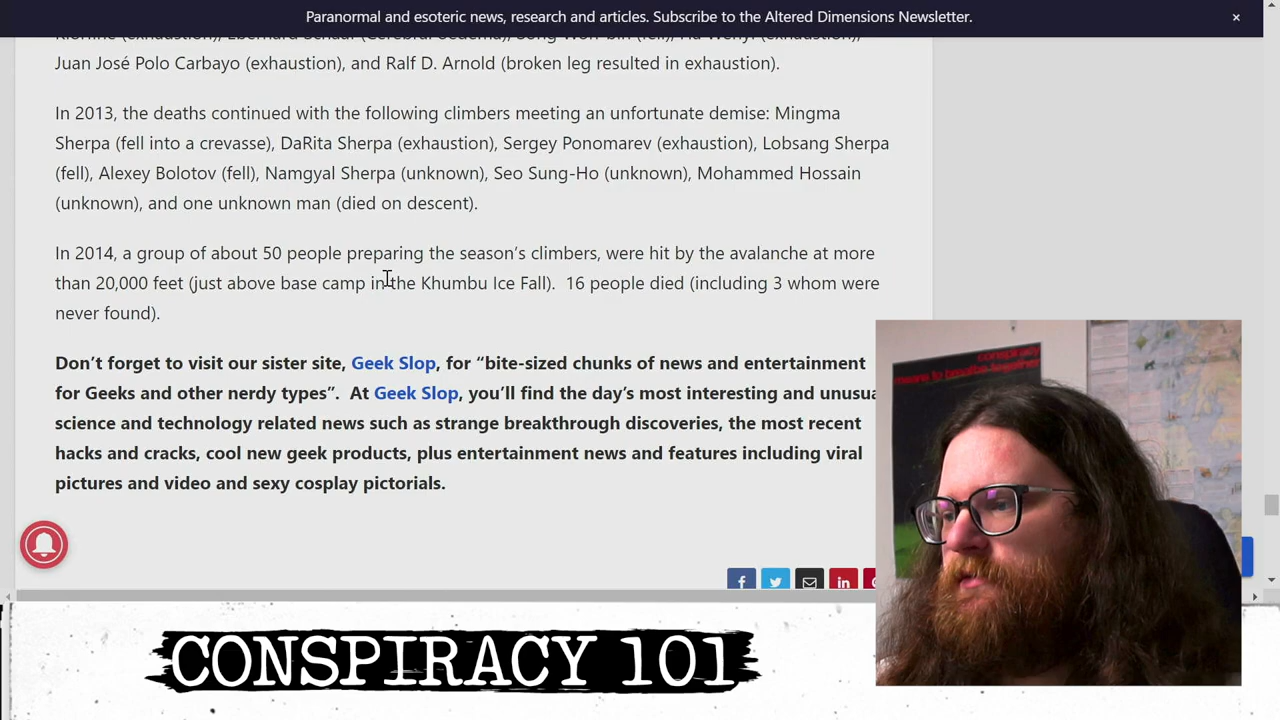 Paranormal and esoteric news, research and articles. Subscribe to the Altered Dimensions Newsletter.
×
Juan José Polo Carbayo (exhaustion), and Ralf D. Arnold (broken leg resulted in exhaustion).
In 2013, the deaths continued with the following climbers meeting an unfortunate demise: Mingma
Sherpa (fell into a crevasse), DaRita Sherpa (exhaustion), Sergey Ponomarev (exhaustion), Lobsang Sherpa
(fell), Alexey Bolotov (fell), Namgyal Sherpa (unknown), Seo Sung-Ho (unknown), Mohammed Hossain
(unknown), and one unknown man (died on descent).
In 2014, a group of about 50 people preparing the season’s climbers, were hit by the avalanche at more
than 20,000 feet (just above base camp in the Khumbu Ice Fall). 16 people died (including 3 whom were
never found).
Don’t forget to visit our sister site, Geek Slop, for “bite-sized chunks of news and entertainment
for Geeks and other nerdy types”. At Geek Slop, you’ll find the day’s most interesting and unusua
science and technology related news such as strange breakthrough discoveries, the most recent
hacks and cracks, cool new geek products, plus entertainment news and features including viral
pictures and video and sexy cosplay pictorials.
conspiracy
means to breathe together
CONSPIRACY 101